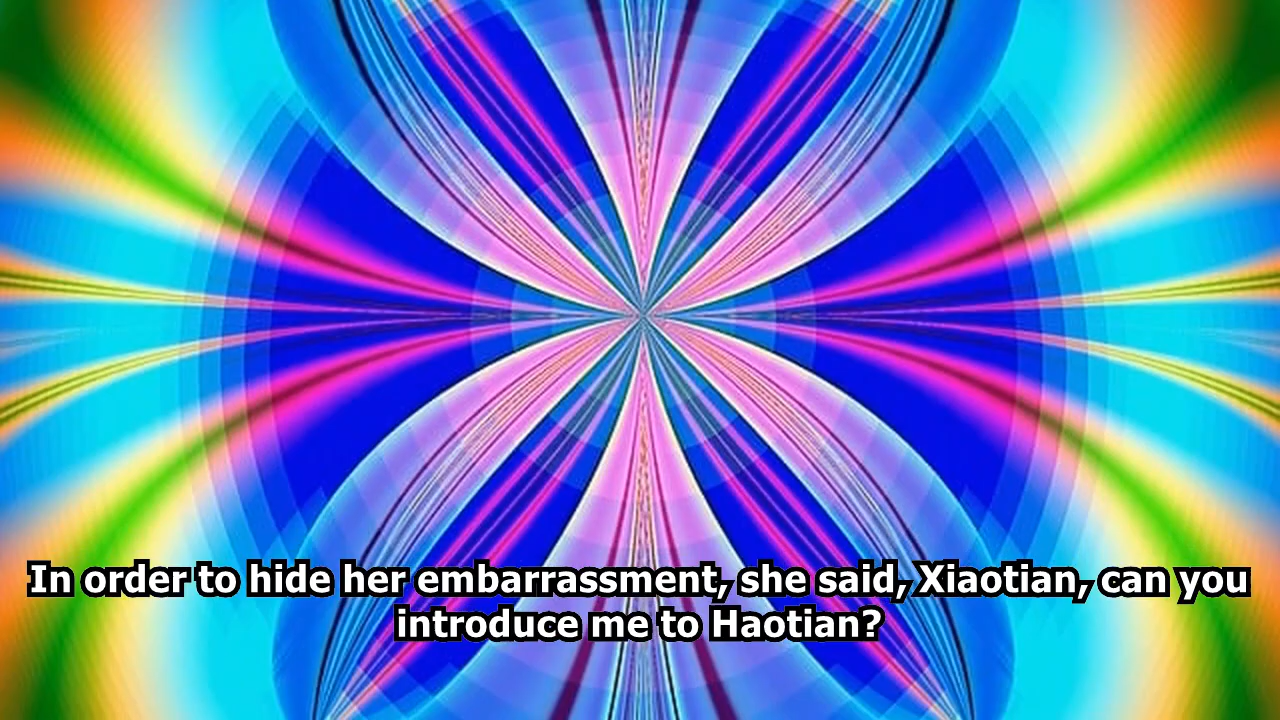 In order to hide her embarrassment, she said, Xiaotian, can you
introduce me to Haotian?